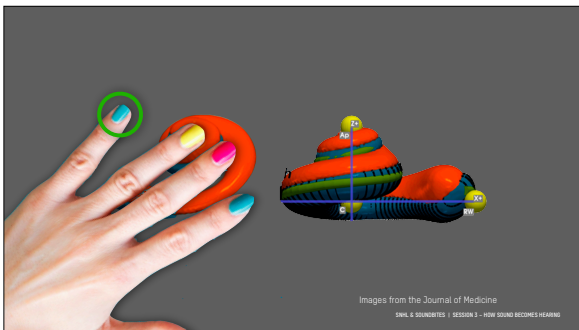 Z+
Ap
X+
C
RW
Images from the Journal of Medicine
SNHL & SOUNDBITES | SESSION 3 – HOW SOUND BECOMES HEARING